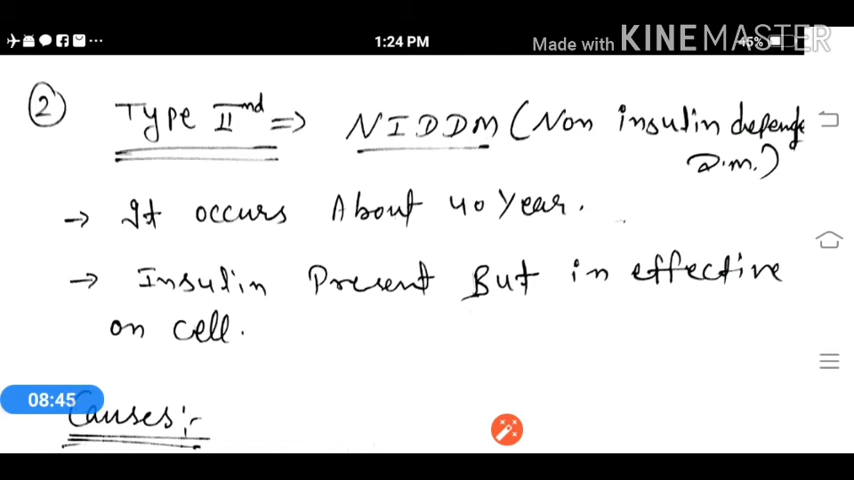 1:24 PM
Made with KINEMASTER
45%
② Type IInd => NIDDM (Non insulin depende
D.m.)
→ It occurs About 40 Year.
→ Insulin Present But in effective
on cell.
08:45
Causes:-